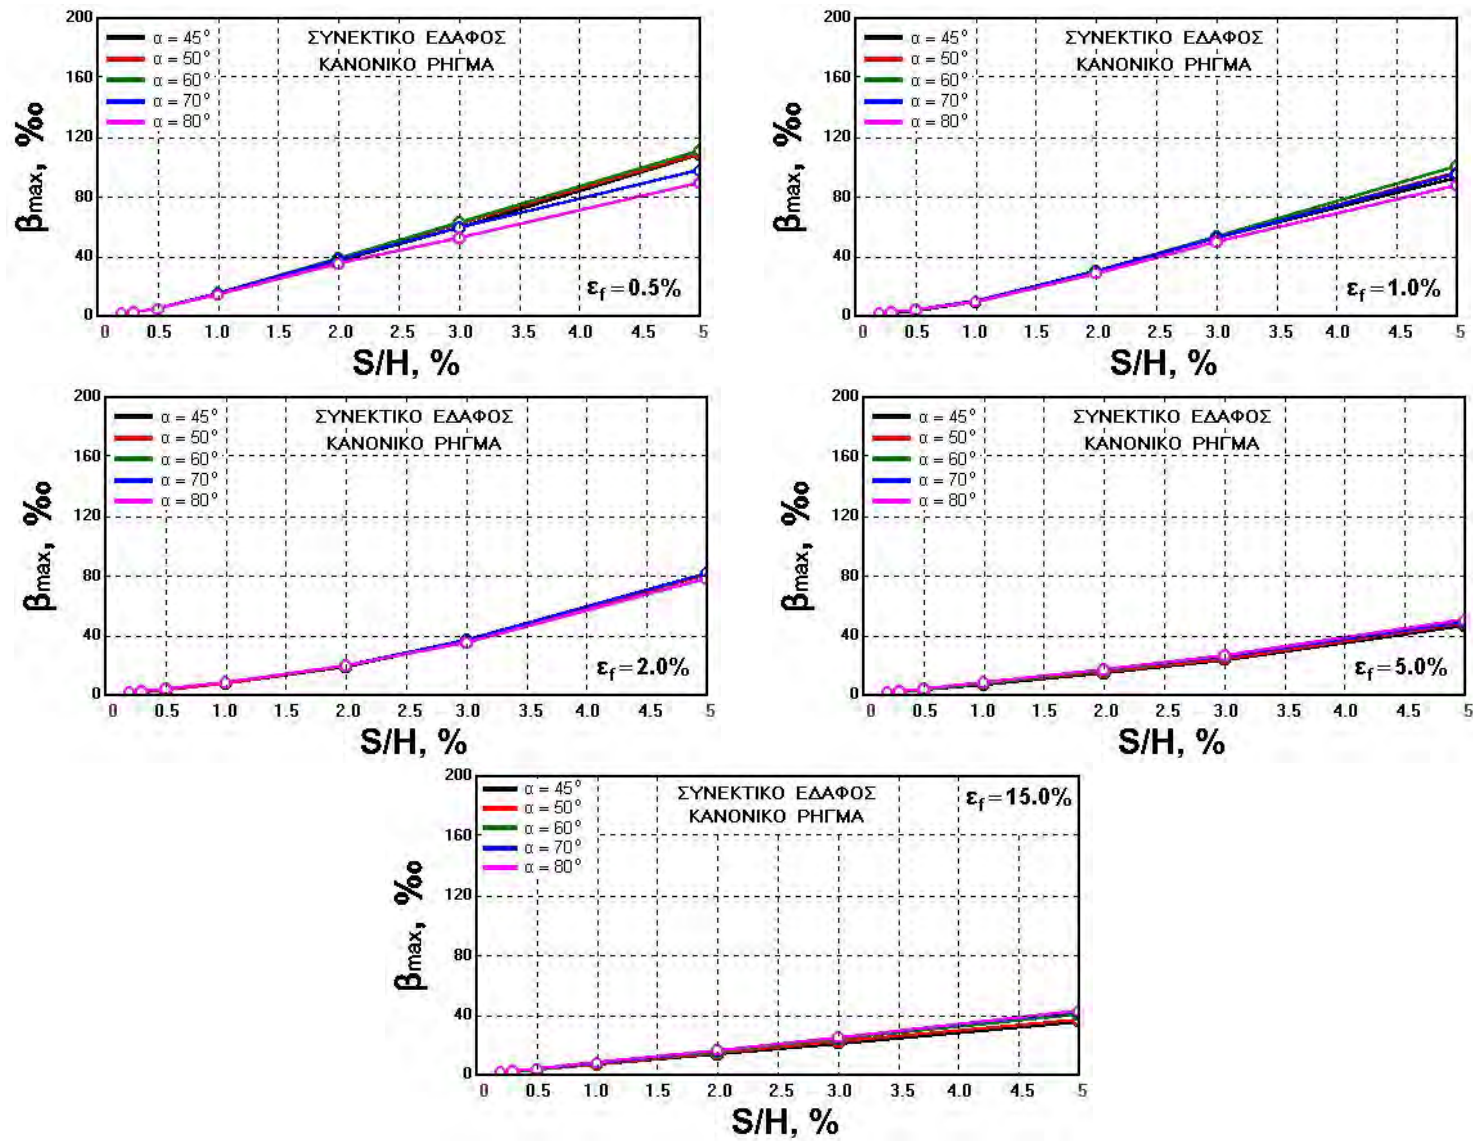 200
160
120
80
40
0
βmax, ‰
α = 45°
α = 50°
α = 60°
α = 70°
α = 80°
ΣΥΝΕΚΤΙΚΟ ΕΔΑΦΟΣ
ΚΑΝΟΝΙΚΟ ΡΗΓΜΑ
εf = 0.5%
0 0.5 1.0 1.5 2.0 2.5 3.0 3.5 4.0 4.5 5
S/H, %
200
160
120
80
40
0
βmax, ‰
α = 45°
α = 50°
α = 60°
α = 70°
α = 80°
ΣΥΝΕΚΤΙΚΟ ΕΔΑΦΟΣ
ΚΑΝΟΝΙΚΟ ΡΗΓΜΑ
εf = 1.0%
0 0.5 1.0 1.5 2.0 2.5 3.0 3.5 4.0 4.5 5
S/H, %
200
160
120
80
40
0
βmax, ‰
α = 45°
α = 50°
α = 60°
α = 70°
α = 80°
ΣΥΝΕΚΤΙΚΟ ΕΔΑΦΟΣ
ΚΑΝΟΝΙΚΟ ΡΗΓΜΑ
εf = 2.0%
0 0.5 1.0 1.5 2.0 2.5 3.0 3.5 4.0 4.5 5
S/H, %
200
160
120
80
40
0
βmax, ‰
α = 45°
α = 50°
α = 60°
α = 70°
α = 80°
ΣΥΝΕΚΤΙΚΟ ΕΔΑΦΟΣ
ΚΑΝΟΝΙΚΟ ΡΗΓΜΑ
εf = 5.0%
0 0.5 1.0 1.5 2.0 2.5 3.0 3.5 4.0 4.5 5
S/H, %
200
160
120
80
40
0
βmax, ‰
α = 45°
α = 50°
α = 60°
α = 70°
α = 80°
ΣΥΝΕΚΤΙΚΟ ΕΔΑΦΟΣ
ΚΑΝΟΝΙΚΟ ΡΗΓΜΑ
εf = 15.0%
0 0.5 1.0 1.5 2.0 2.5 3.0 3.5 4.0 4.5 5
S/H, %